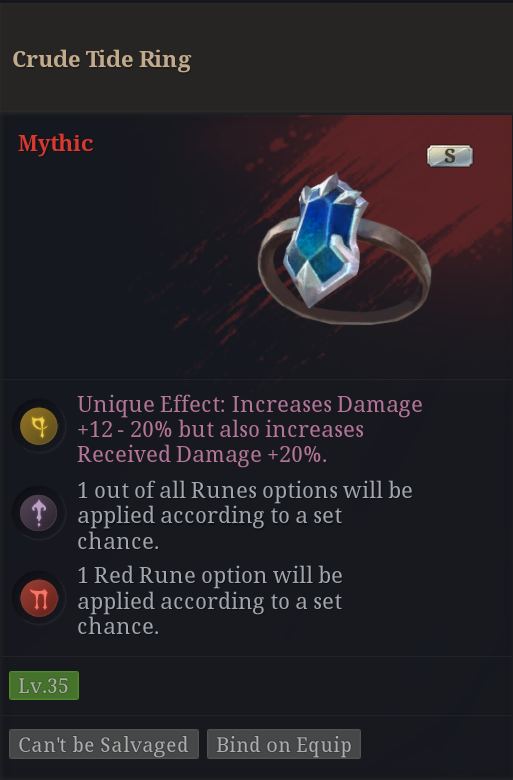 Crude Tide Ring
Mythic
S
Unique Effect: Increases Damage
+12 - 20% but also increases
Received Damage +20%.
1 out of all Runes options will be
applied according to a set
chance.
1 Red Rune option will be
applied according to a set
chance.
Lv.35
Can't be Salvaged
Bind on Equip